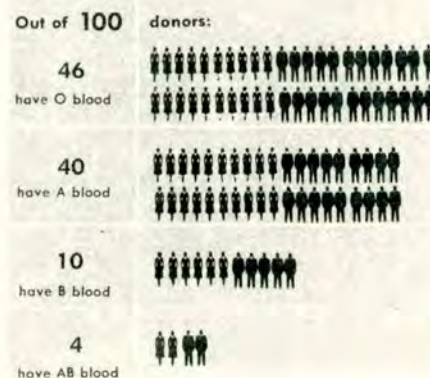 Out of 100 donors:
46
have O blood
40
have A blood
10
have B blood
4
have AB blood